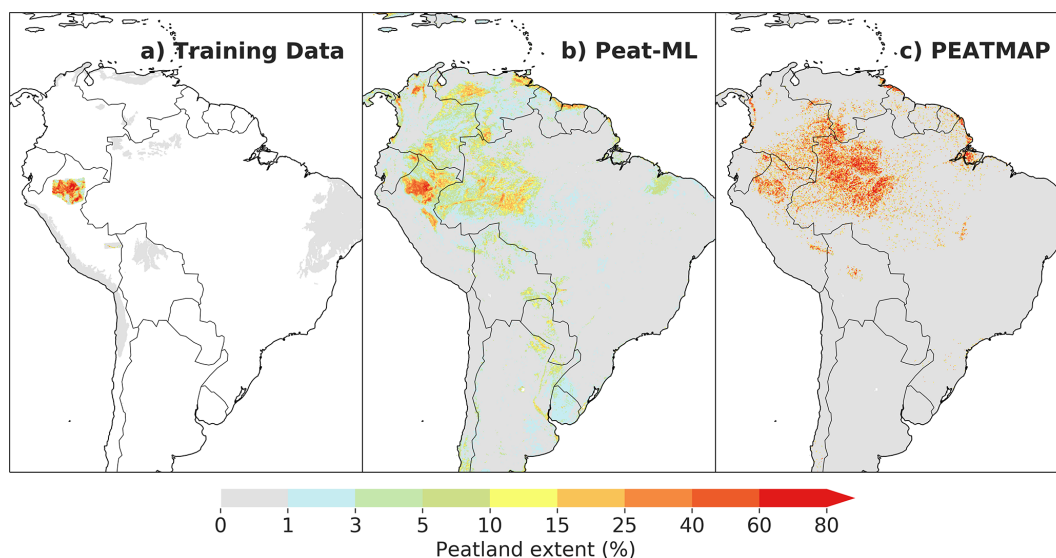 a) Training Data
b) Peat-ML
c) PEATMAP
0 1 3 5 10 15 25 40 60 80
Peatland extent (%)